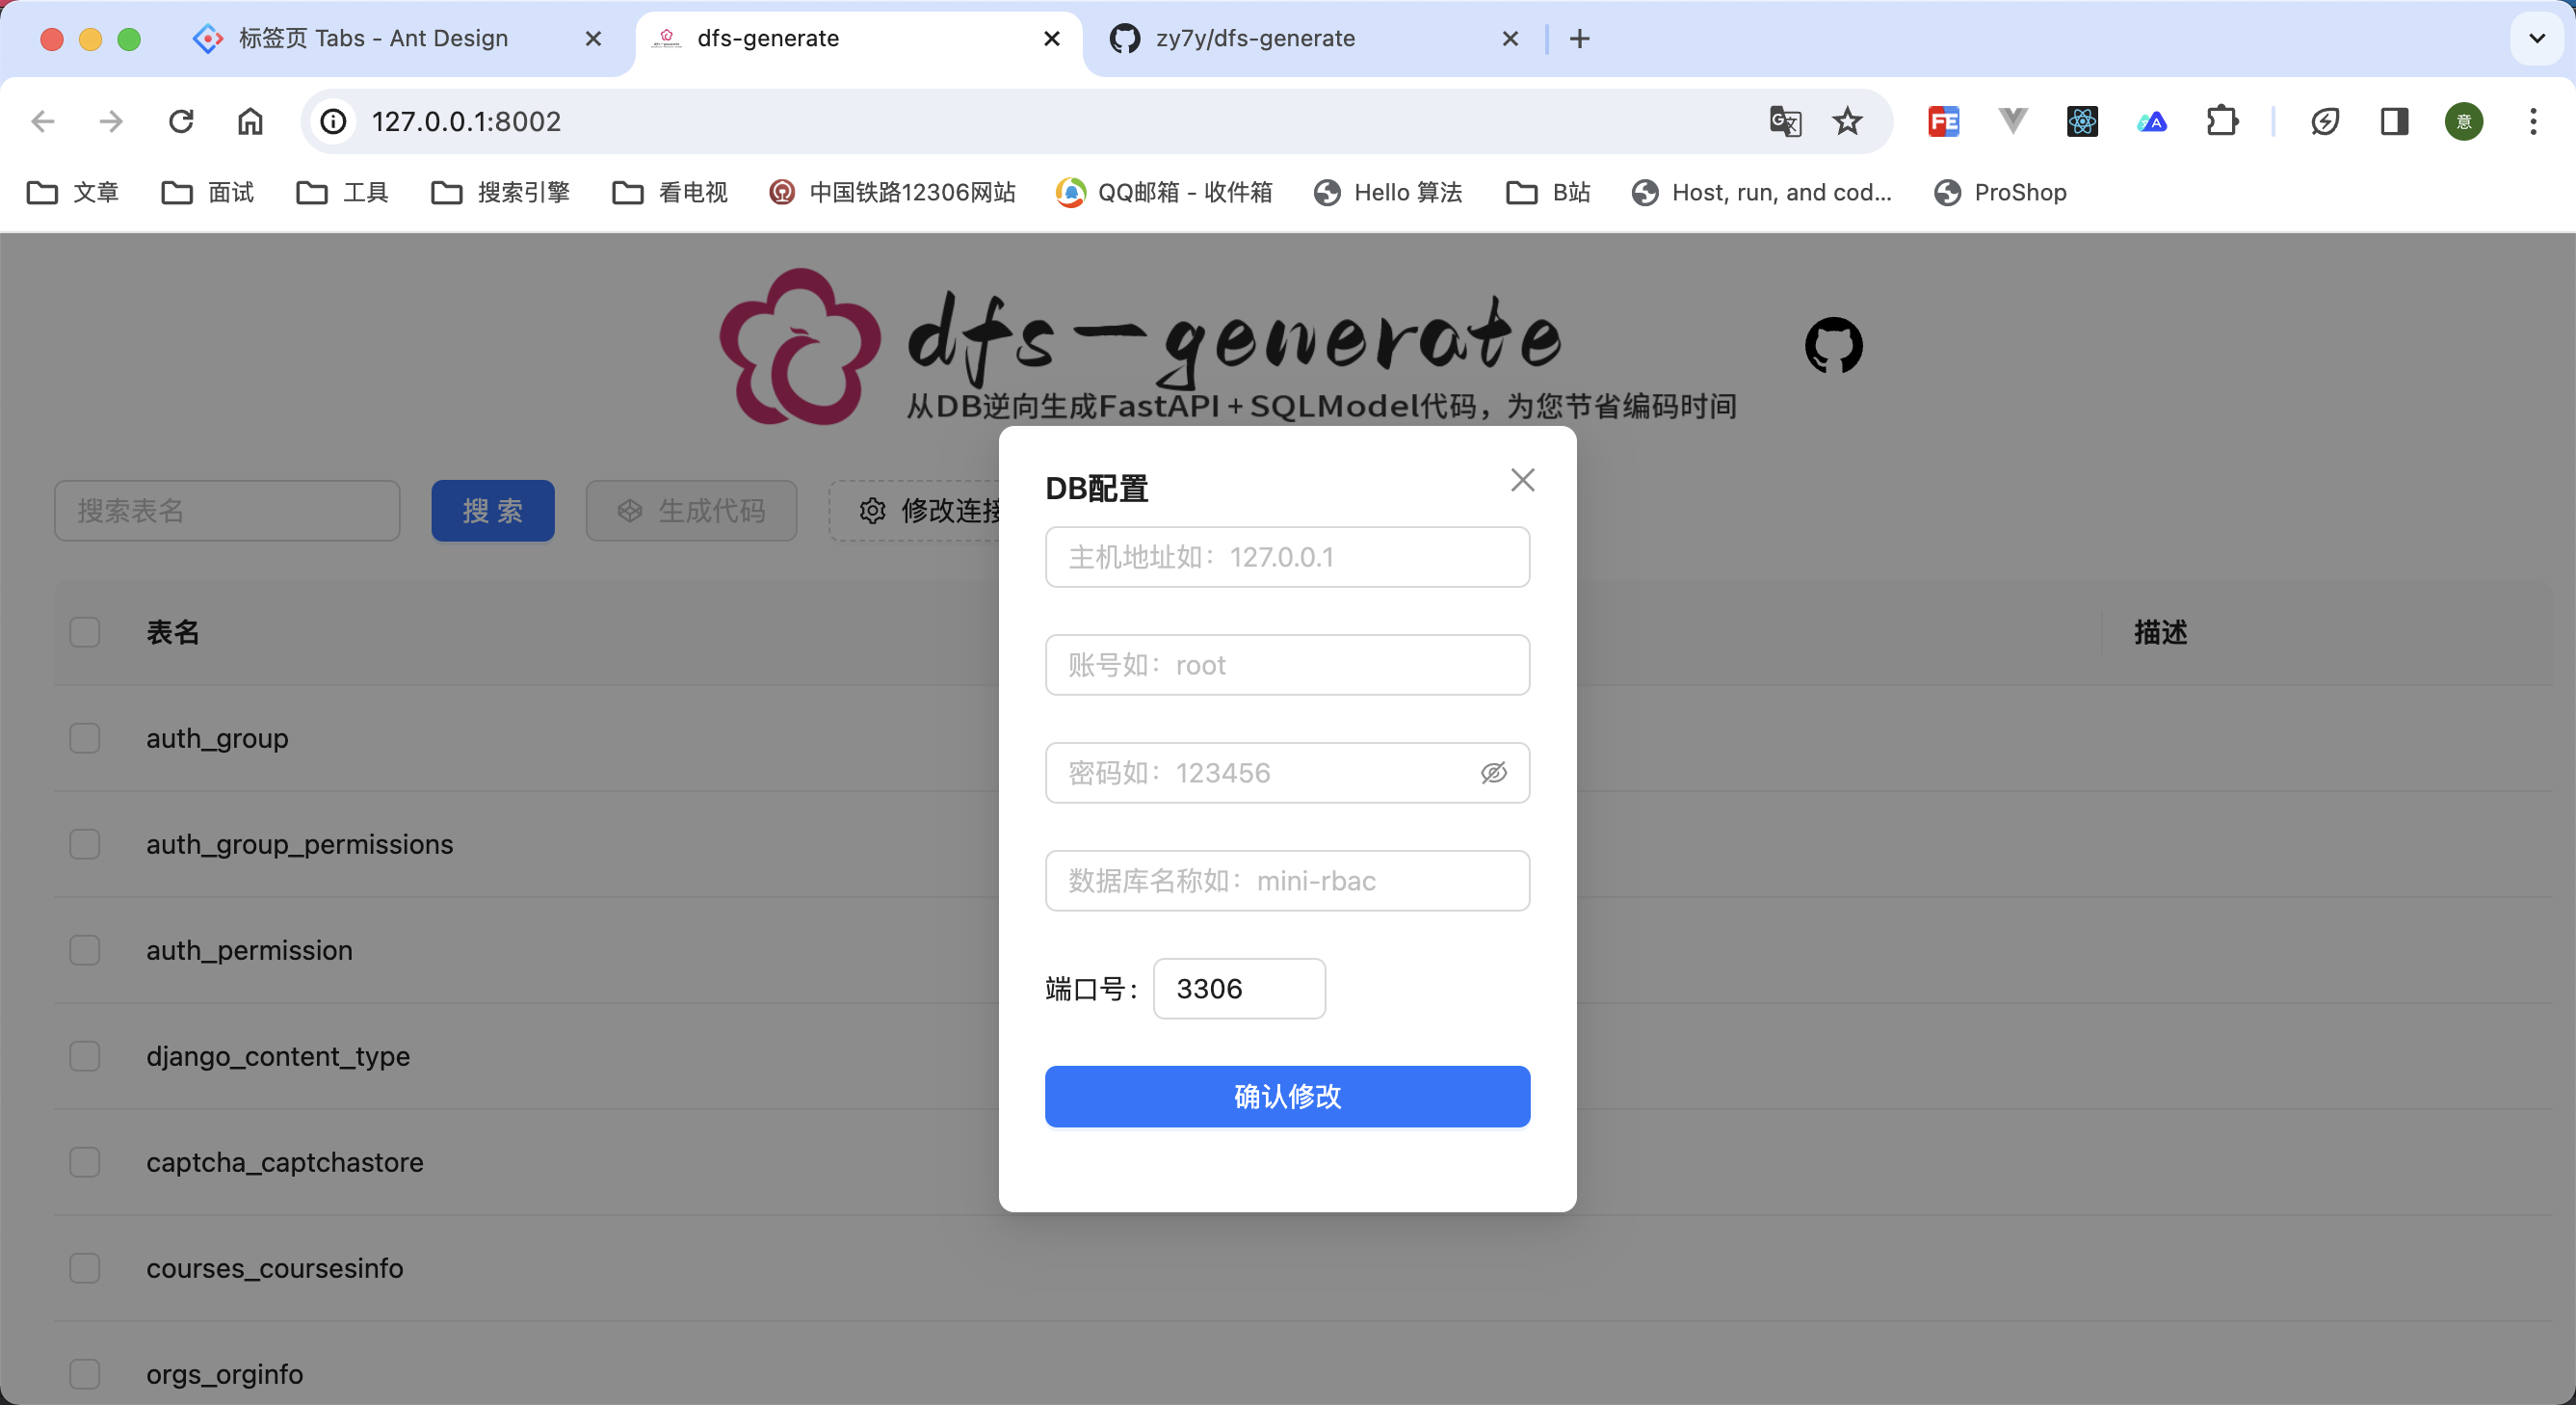 标签页 Tabs - Ant Design
dfs-generate
zy7y/dfs-generate
127.0.0.1:8002
意
文章
面试
工具
搜索引擎
看电视
中国铁路12306网站
QQ邮箱 - 收件箱
Hello 算法
B站
Host, run, and cod...
ProShop
dfs-generate
从DB逆向生成FastAPI+SQLModel代码，为您节省编码时间
搜索表名
搜 索
生成代码
修改连接
表名
描述
auth_group
auth_group_permissions
auth_permission
django_content_type
captcha_captchastore
courses_coursesinfo
orgs_orginfo
DB配置
主机地址如：127.0.0.1
账号如：root
密码如：123456
数据库名称如：mini-rbac
端口号： 3306
确认修改